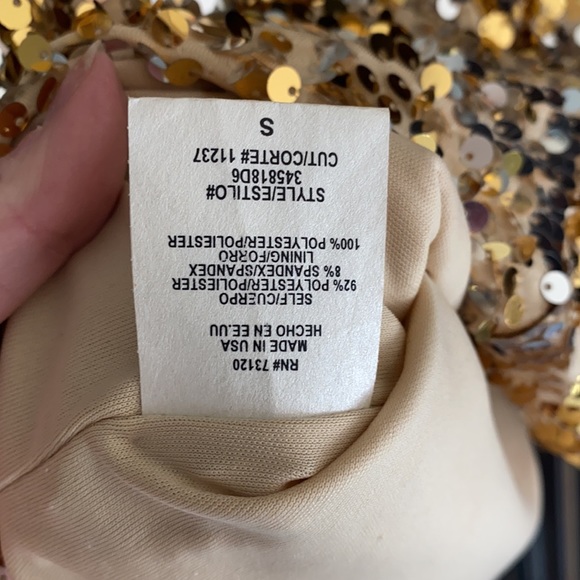 RN# 73120
MADE IN USA
HECHO EN EE.UU
SELF/CUERPO
92% POLYESTER/POLIESTER
8% SPANDEX/SPANDEX
LINING/FORRO
100% POLYESTER/POLIESTER
STYLE/ESTILO#
345818D6
CUT/CORTE# 11237
S